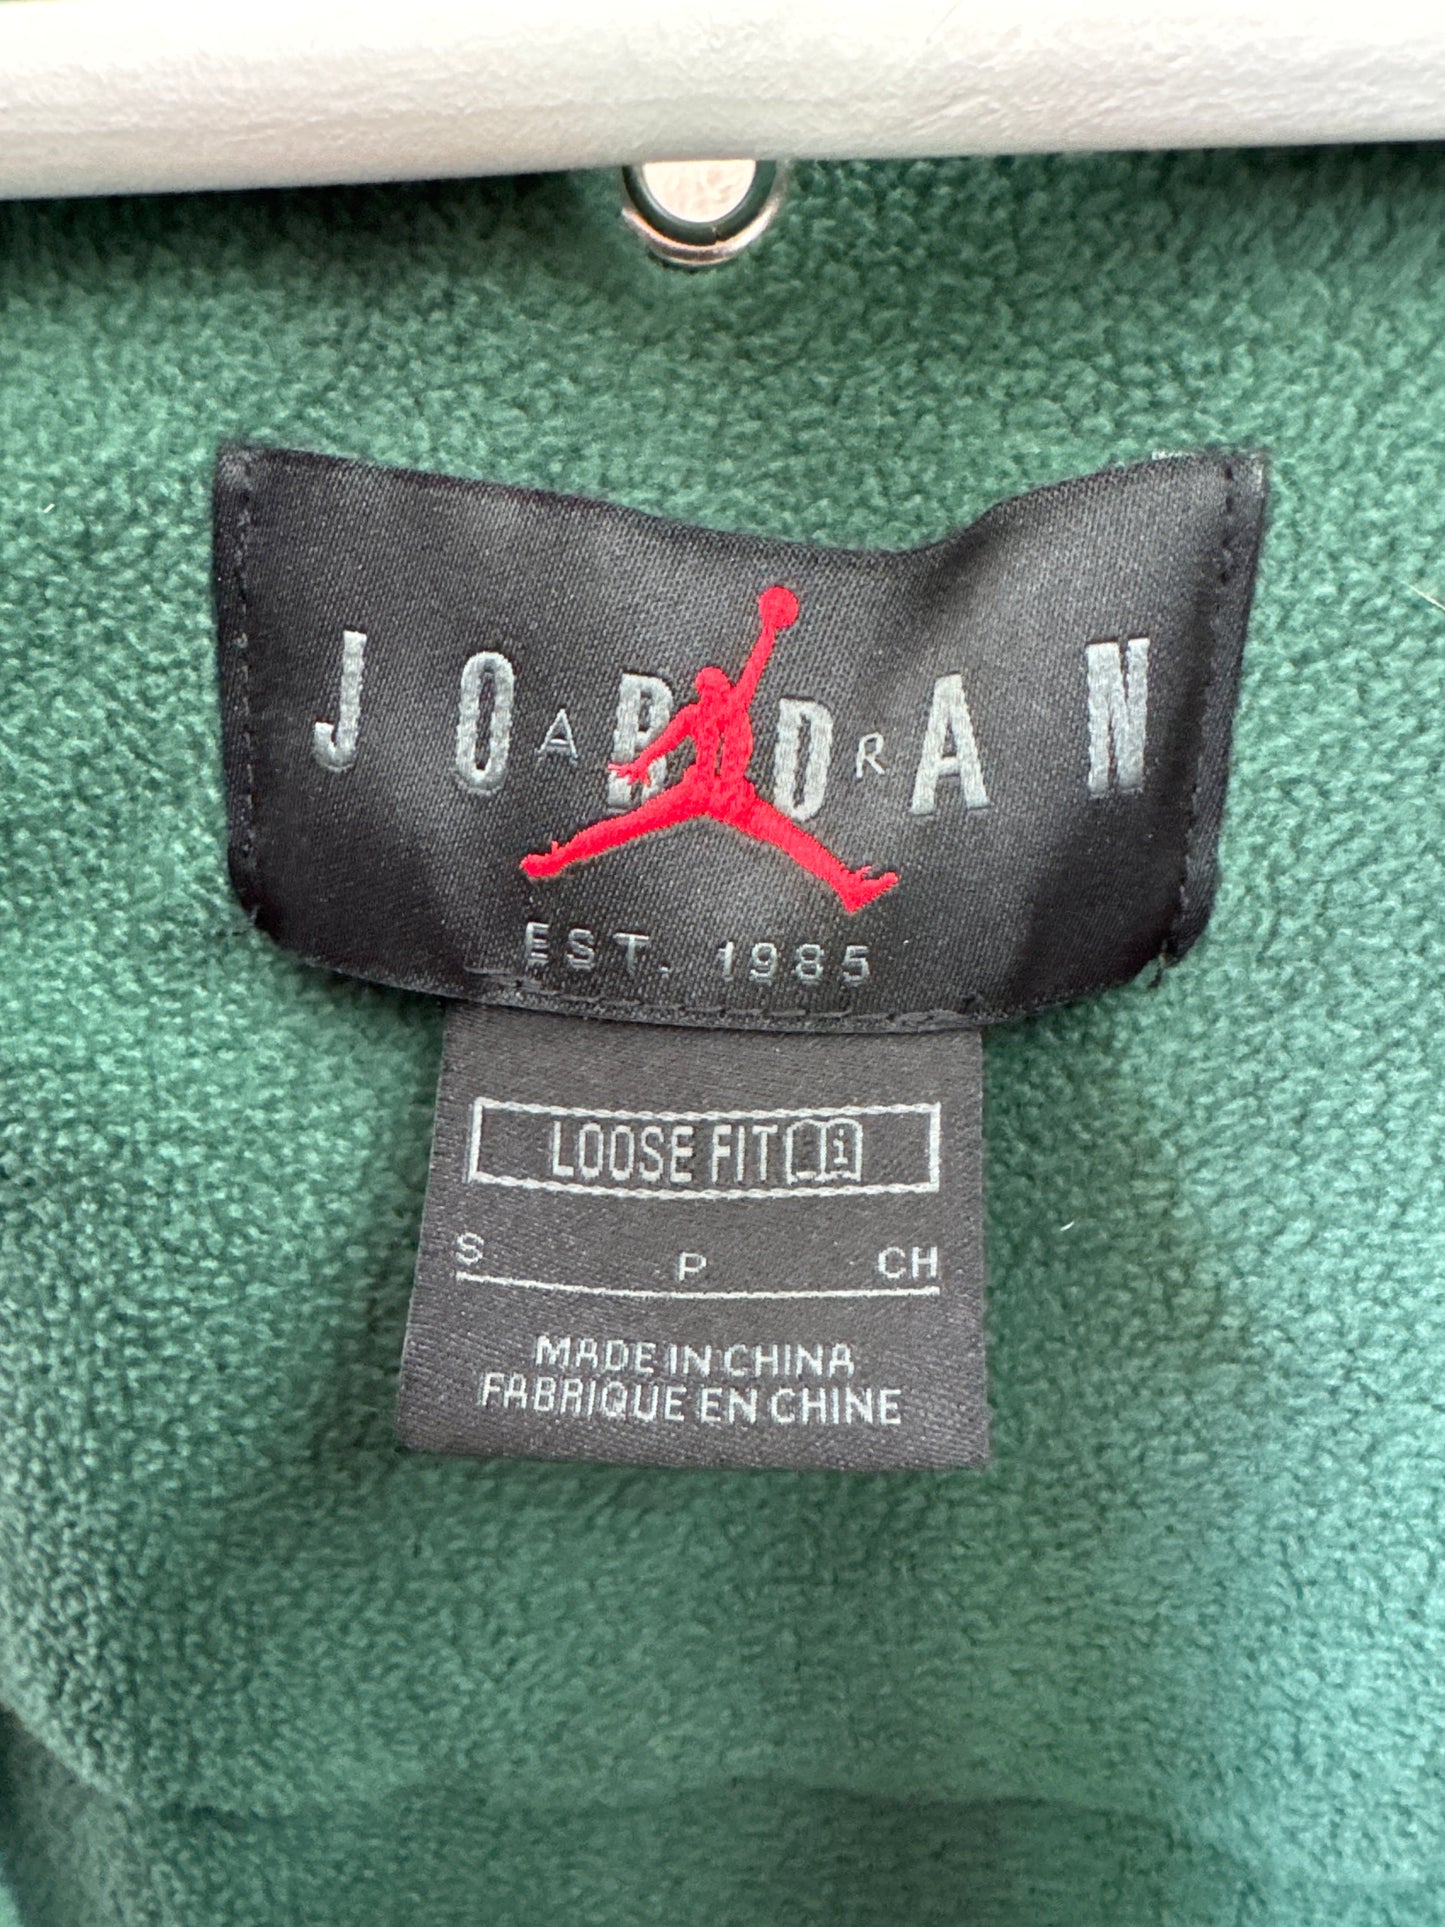 JORDAN
AIR
EST. 1985
LOOSE FIT i
S P CH
MADE IN CHINA
FABRIQUE EN CHINE